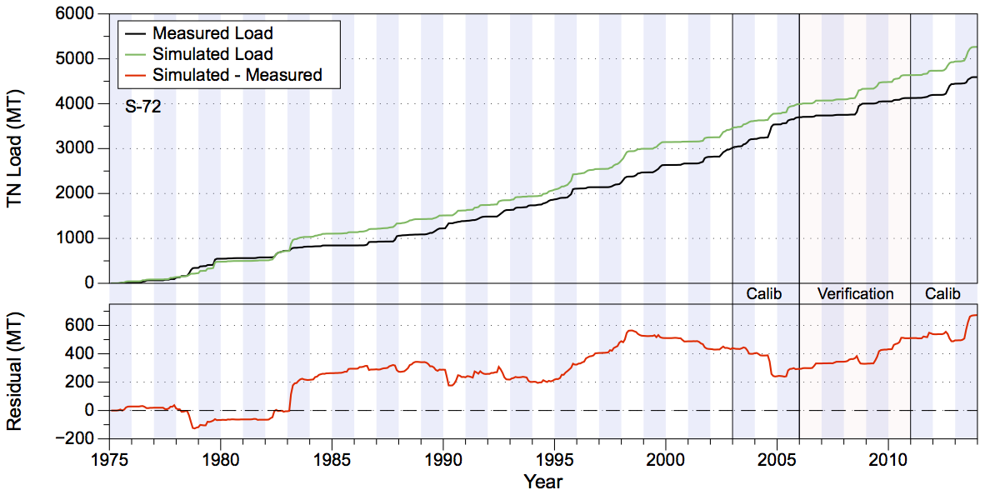 6000
5000
4000
3000
2000
1000
0
TN Load (MT)
Measured Load
Simulated Load
Simulated - Measured
S-72
Calib Verification Calib
600
400
200
0
−200
Residual (MT)
1975 1980 1985 1990 1995 2000 2005 2010
Year